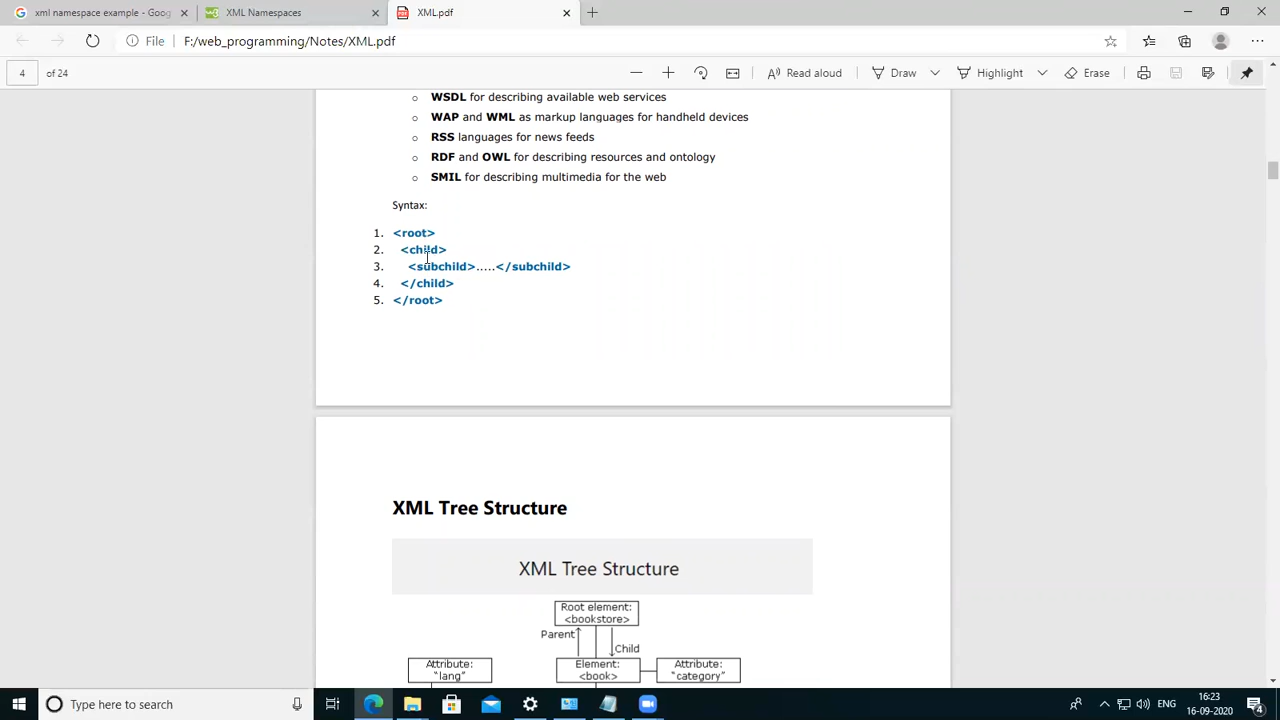 xml namespace example - Goog
XML Namespaces
XML.pdf
File
F:/web_programming/Notes/XML.pdf
4 of 24
Read aloud
Draw
Highlight
Erase
WSDL for describing available web services
WAP and WML as markup languages for handheld devices
RSS languages for news feeds
RDF and OWL for describing resources and ontology
SMIL for describing multimedia for the web
Syntax:
1. <root>
2. <child>
3. <subchild>.....</subchild>
4. </child>
5. </root>
XML Tree Structure
XML Tree Structure
Root element:
<bookstore>
Parent
Child
Attribute:
"lang"
Element:
<book>
Attribute:
"category"
Type here to search
ENG
16:23
16-09-2020
4